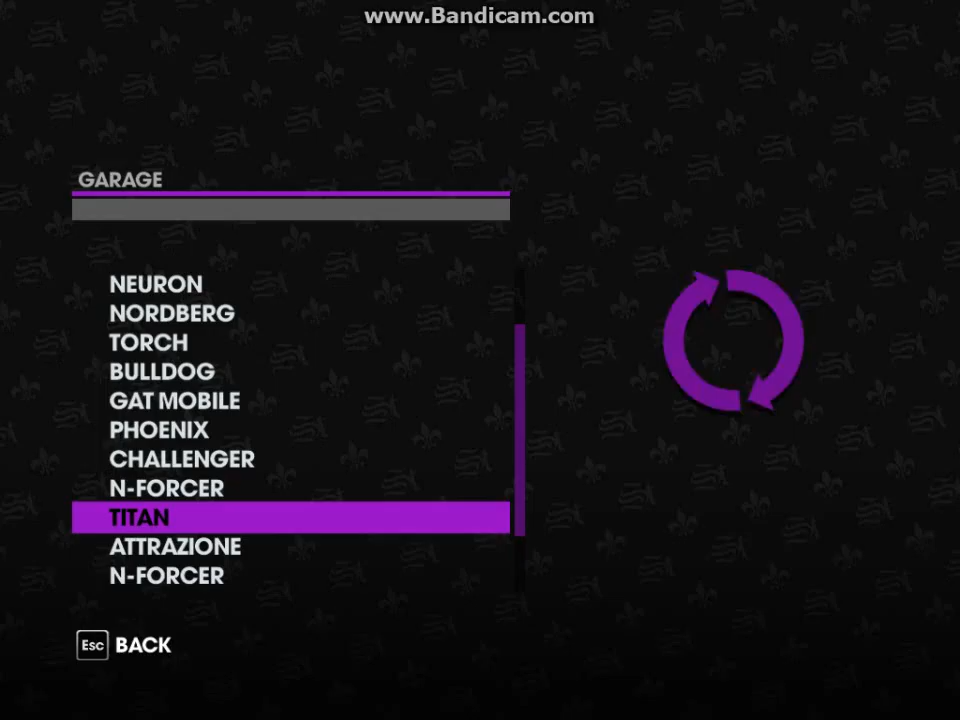 www.Bandicam.com
GARAGE
NEURON
NORDBERG
TORCH
BULLDOG
GAT MOBILE
PHOENIX
CHALLENGER
N-FORCER
TITAN
ATTRAZIONE
N-FORCER
Esc BACK